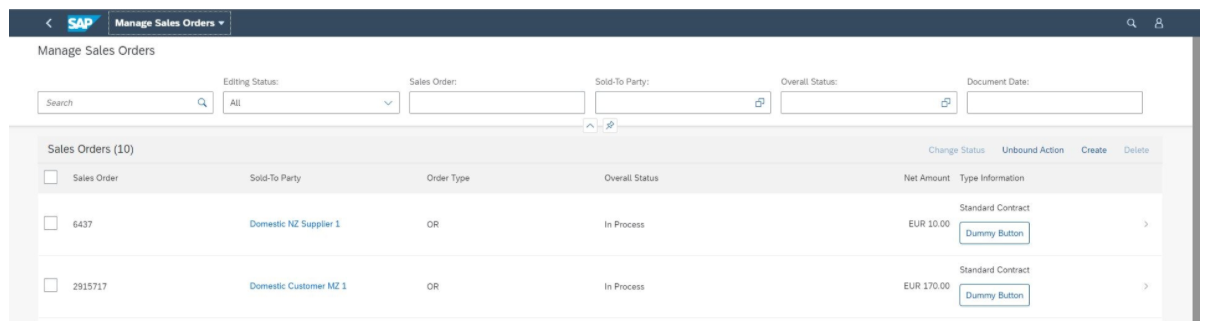 SAP Manage Sales Orders
Manage Sales Orders
Editing Status: Sales Order: Sold-To Party: Overall Status: Document Date:
Search All
Sales Orders (10) Change Status Unbound Action Create Delete
Sales Order Sold-To Party Order Type Overall Status Net Amount Type Information
Standard Contract
6437 Domestic NZ Supplier 1 OR In Process EUR 10.00
Dummy Button
Standard Contract
2915717 Domestic Customer MZ 1 OR In Process EUR 170.00
Dummy Button